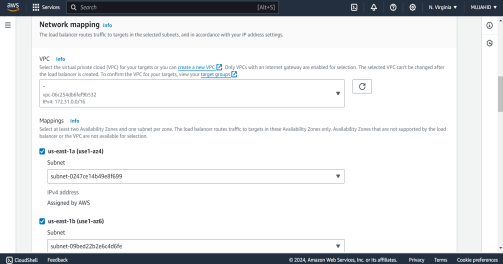 aws
Services
Search
[Alt+S]
N. Virginia
MUJAHID
Network mapping Info
The load balancer routes traffic to targets in the selected subnets, and in accordance with your IP address settings.
VPC Info
Select the virtual private cloud (VPC) for your targets or you can create a new VPC. Only VPCs with an internet gateway are enabled for selection. The selected VPC can't be changed after
the load balancer is created. To confirm the VPC for your targets, view your target groups.
-
vpc-06c254d6fef9b532
IPv4: 172.31.0.0/16
Mappings Info
Select at least two Availability Zones and one subnet per zone. The load balancer routes traffic to targets in these Availability Zones only. Availability Zones that are not supported by the load
balancer or the VPC are not available for selection.
us-east-1a (use1-az4)
Subnet
subnet-0247ce14b49e8f699
IPv4 address
Assigned by AWS
us-east-1b (use1-az6)
Subnet
subnet-09bed22b2e6c4d6fe
CloudShell
Feedback
© 2024, Amazon Web Services, Inc. or its affiliates.
Privacy
Terms
Cookie preferences